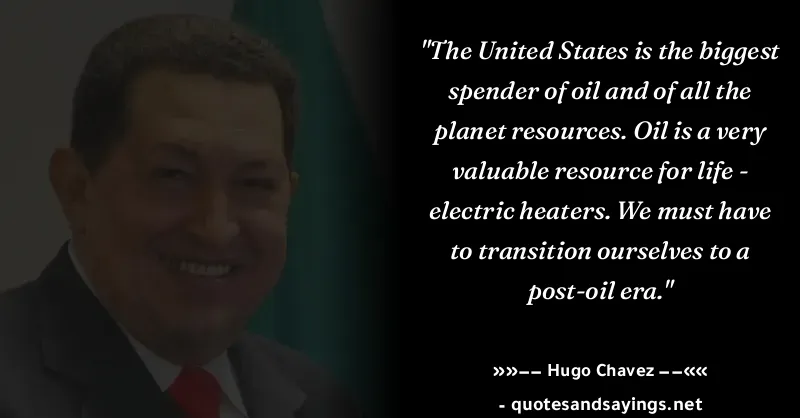 "The United States is the biggest
spender of oil and of all the
planet resources. Oil is a very
valuable resource for life -
electric heaters. We must have
to transition ourselves to a
post-oil era."
»»−− Hugo Chavez −−««
- quotesandsayings.net